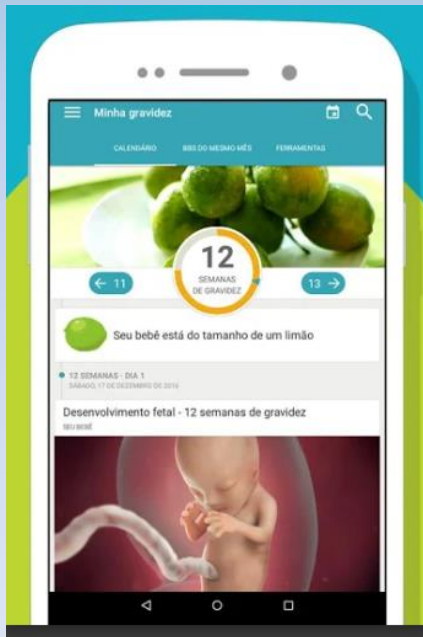 Minha gravidez
CALENDÁRIO
BBS DO MESMO MÊS
FERRAMENTAS
12
SEMANAS
DE GRAVIDEZ
← 11
13 →
Seu bebê está do tamanho de um limão
12 SEMANAS - DIA 1
SÁBADO, 17 DE DEZEMBRO DE 2016
Desenvolvimento fetal - 12 semanas de gravidez
SEU BEBÊ